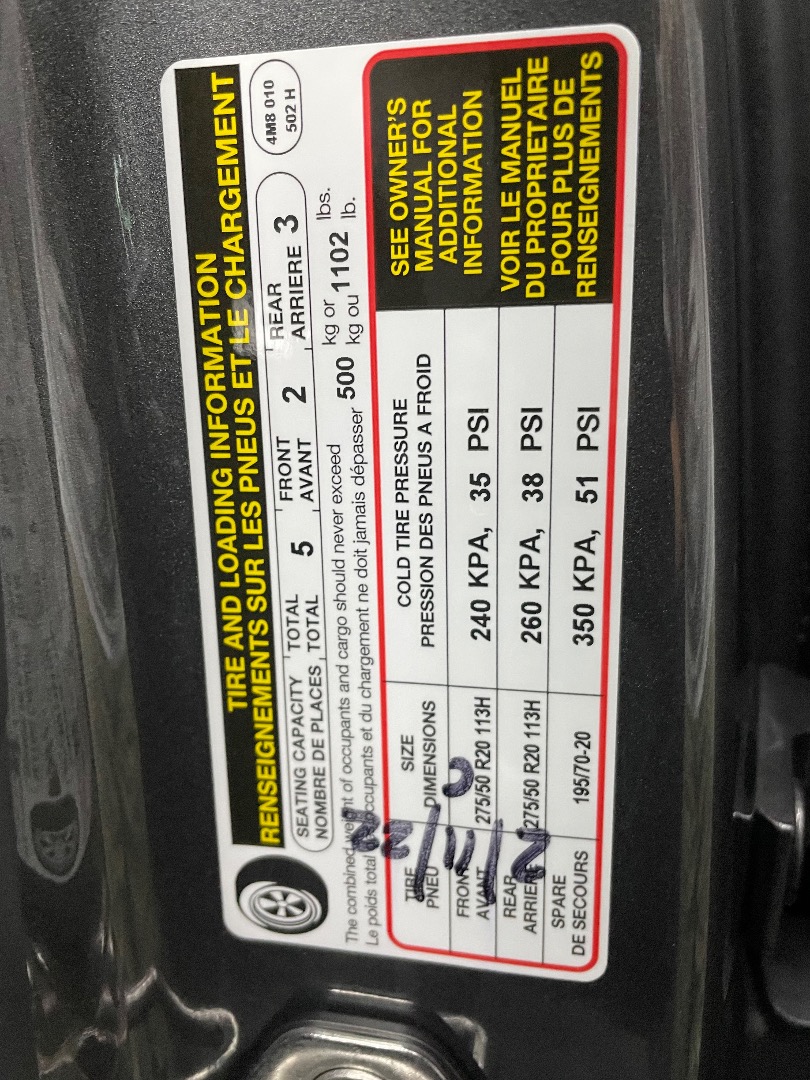 TIRE AND LOADING INFORMATION
RENSEIGNEMENTS SUR LES PNEUS ET LE CHARGEMENT
SEATING CAPACITY TOTAL 5 FRONT 2 REAR 3
NOMBRE DE PLACES TOTAL AVANT ARRIERE
4M8 010
502 H
The combined weight of occupants and cargo should never exceed 500 kg or 1102 lbs.
Le poids total occupants et du chargement ne doit jamais dépasser kg ou lb.
TIRE SIZE COLD TIRE PRESSURE
PNEU DIMENSIONS PRESSION DES PNEUS A FROID
FRONT
AVANT 275/50 R20 113H 240 KPA, 35 PSI
REAR
ARRIERE 275/50 R20 113H 260 KPA, 38 PSI
SPARE
DE SECOURS 195/70-20 350 KPA, 51 PSI
SEE OWNER'S
MANUAL FOR
ADDITIONAL
INFORMATION
VOIR LE MANUEL
DU PROPRIETAIRE
POUR PLUS DE
RENSEIGNEMENTS